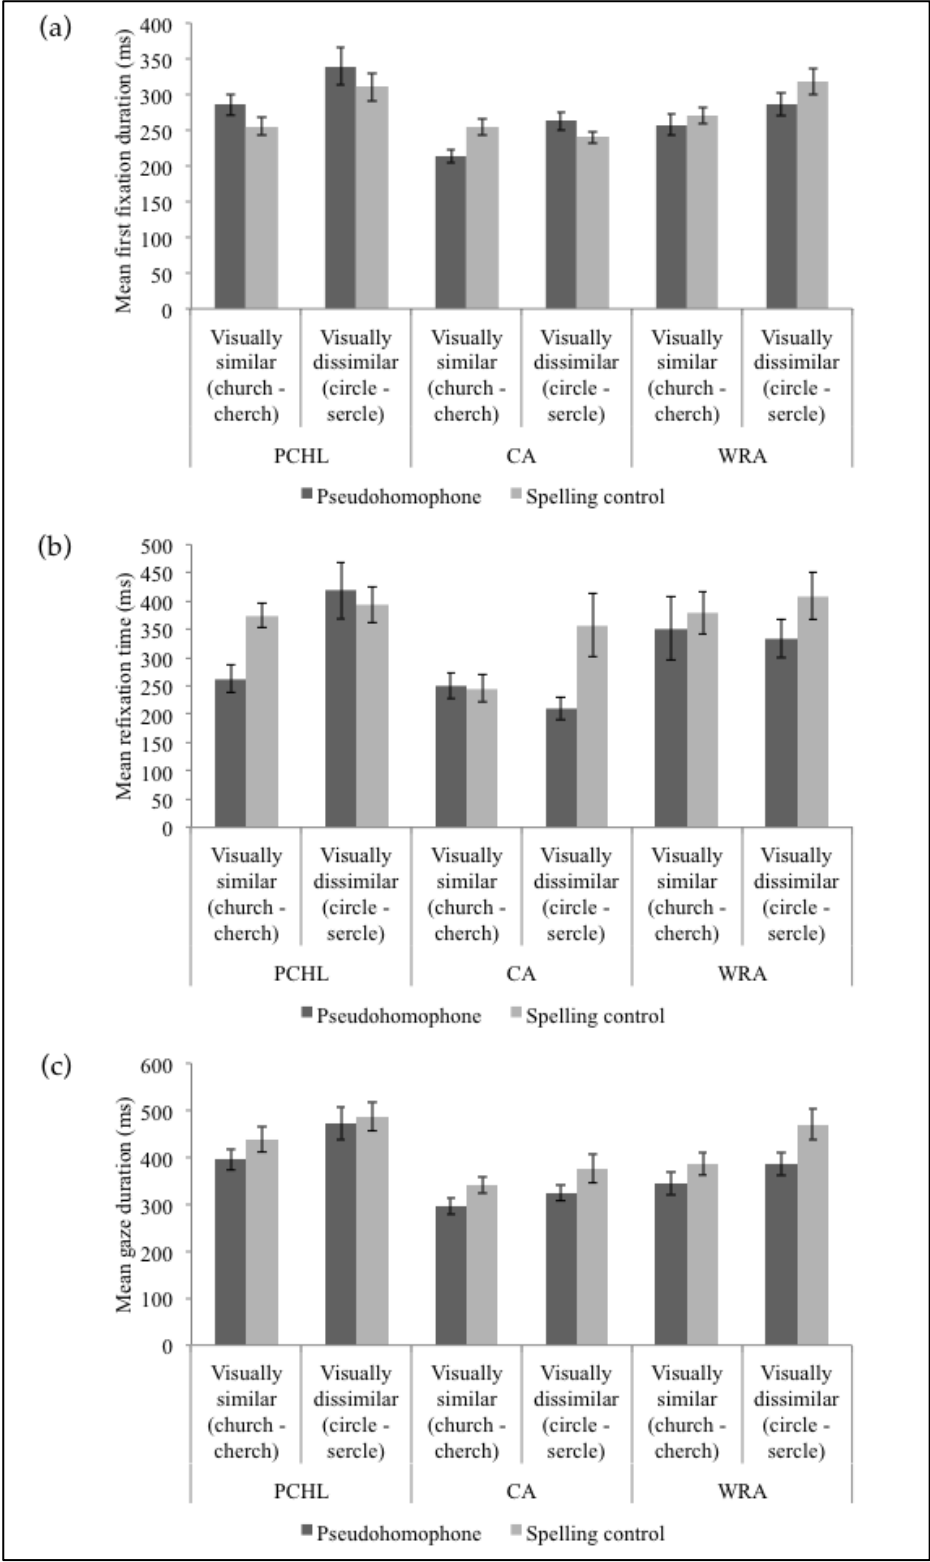 (a)
Mean first fixation duration (ms)
400
350
300
250
200
150
100
50
0
Visually Visually Visually Visually Visually Visually
similar dissimilar similar dissimilar similar dissimilar
(church - (circle - (church - (circle - (church - (circle -
cherch) sercle) cherch) sercle) cherch) sercle)
PCHL CA WRA
Pseudohomophone Spelling control
(b)
Mean refixation time (ms)
500
450
400
350
300
250
200
150
100
50
0
Visually Visually Visually Visually Visually Visually
similar dissimilar similar dissimilar similar dissimilar
(church - (circle - (church - (circle - (church - (circle -
cherch) sercle) cherch) sercle) cherch) sercle)
PCHL CA WRA
Pseudohomophone Spelling control
(c)
Mean gaze duration (ms)
600
500
400
300
200
100
0
Visually Visually Visually Visually Visually Visually
similar dissimilar similar dissimilar similar dissimilar
(church - (circle - (church - (circle - (church - (circle -
cherch) sercle) cherch) sercle) cherch) sercle)
PCHL CA WRA
Pseudohomophone Spelling control